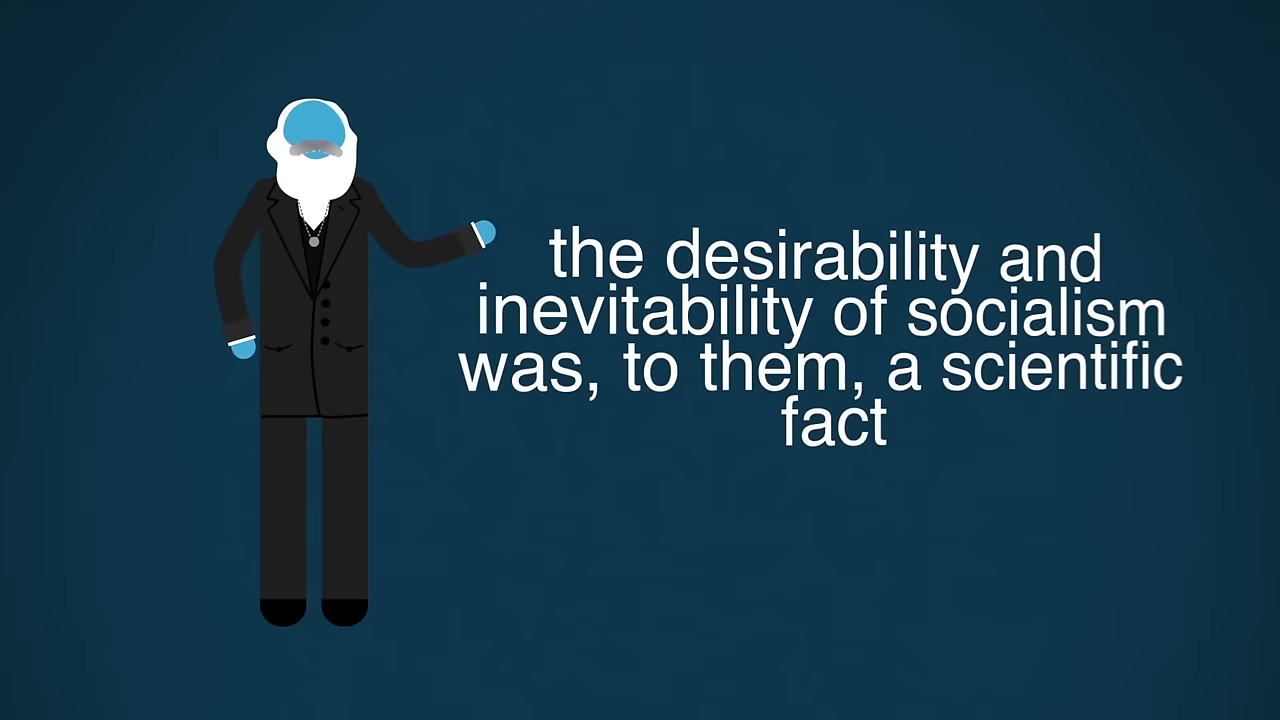 the desirability and
inevitability of socialism
was, to them, a scientific
fact